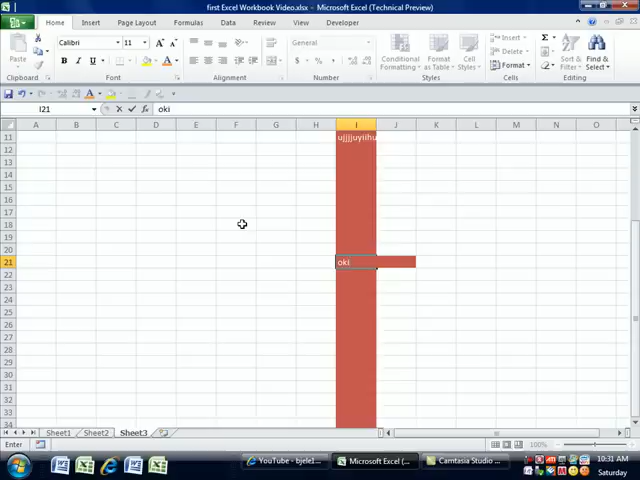 first Excel Workbook Video.xlsx - Microsoft Excel (Technical Preview)
Home Insert Page Layout Formulas Data Review View Developer
Paste
Clipboard
Calibri 11
B I U
Font
Alignment
General
$ % ,
Number
Conditional Formatting Format as Table Cell Styles
Styles
Insert
Delete
Format
Cells
Sort & Filter Find & Select
Editing
I21 oki
A B C D E F G H I J K L M N O
11 ujjjjuyiihu
12
13
14
15
16
17
18
19
20
21 oki
22
23
24
25
26
27
28
29
30
31
32
33
34
Sheet1 Sheet2 Sheet3
Enter 100%
YouTube - bjele1... Microsoft Excel (... Camtasia Studio ...
10:31 AM
Saturday